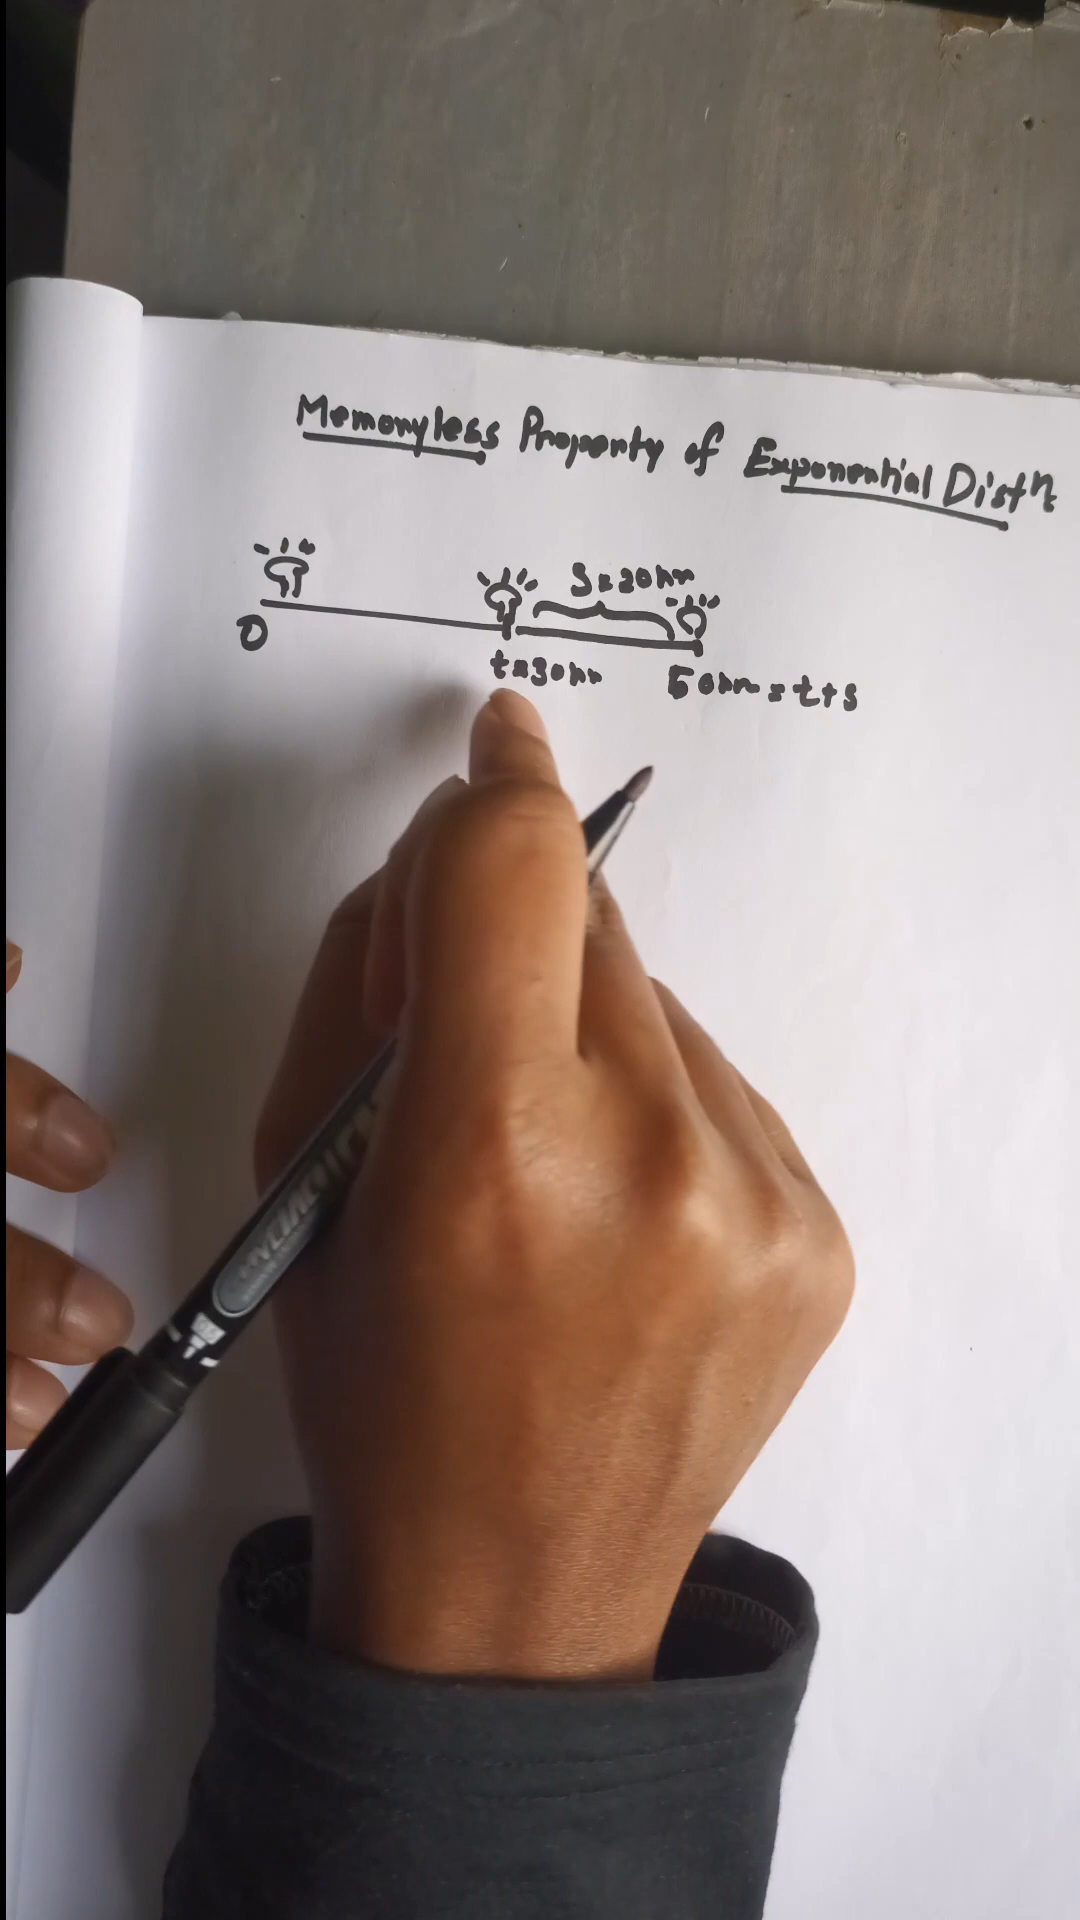 Memoryless Property of Exponential Distn
S=20hr
0
t=30hr
50hr=t+s